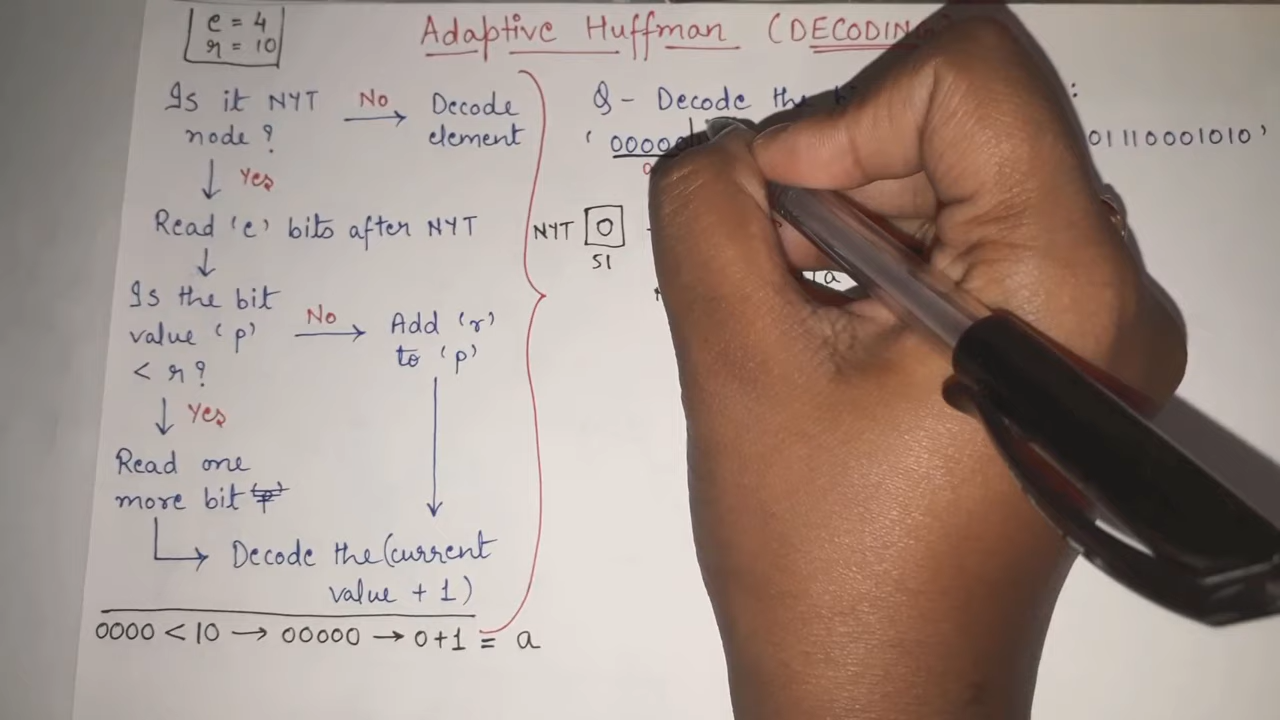 e = 4
r = 10
Adaptive Huffman (DECODING
Is it NYT No Decode
node ? element
Yes
Read 'e' bits after NYT
Is the bit
value 'p' No Add 'r'
< r ? to 'p'
Yes
Read one
more bit
Decode the (current
value + 1)
0000 < 10 → 00000 → 0+1 = a
Q - Decode the :
' 00000 01110001010 '
a
NYT 0
51
a